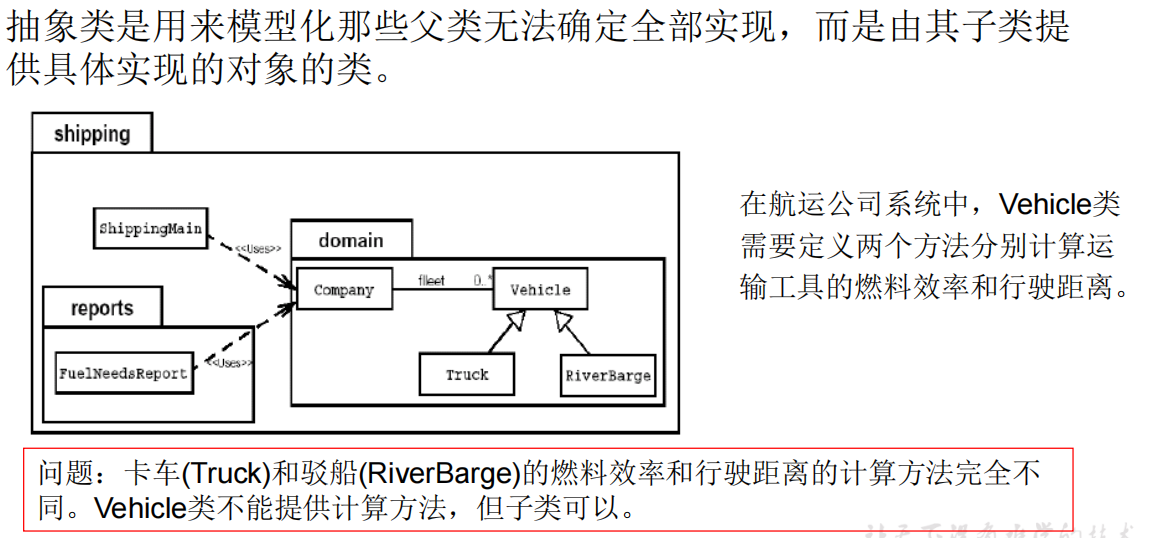 抽象类是用来模型化那些父类无法确定全部实现，而是由其子类提
供具体实现的对象的类。
shipping
ShippingMain
<<Uses>>
domain
Company
fleet
0..*
Vehicle
reports
FuelNeedsReport
<<Uses>>
Truck
RiverBarge
在航运公司系统中，Vehicle类
需要定义两个方法分别计算运
输工具的燃料效率和行驶距离。
问题：卡车(Truck)和驳船(RiverBarge)的燃料效率和行驶距离的计算方法完全不
同。Vehicle类不能提供计算方法，但子类可以。